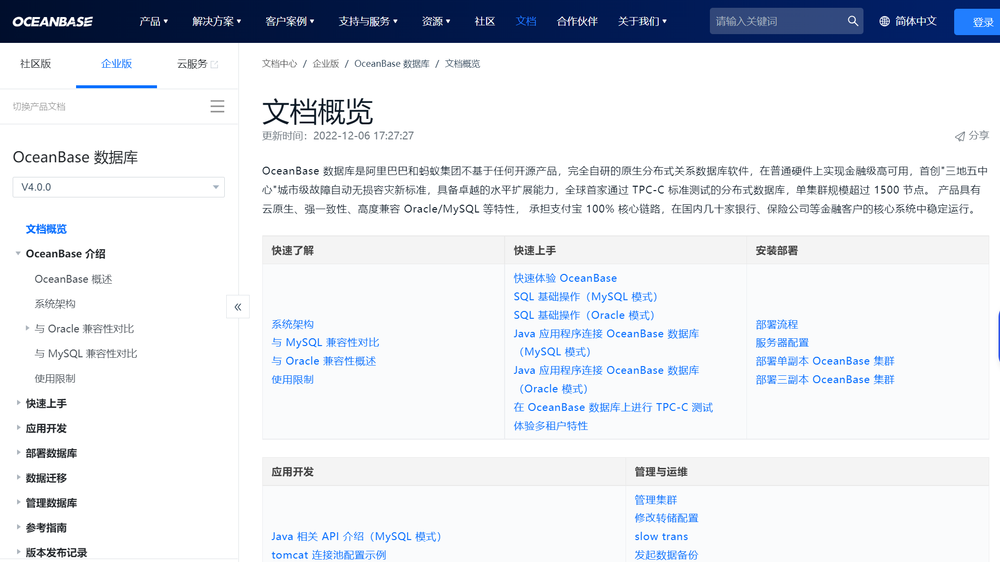 OCEANBASE
产品 解决方案 客户案例 支持与服务 资源 社区 文档 合作伙伴 关于我们 请输入关键词 简体中文 登录
社区版 企业版 云服务
切换产品文档
OceanBase 数据库
V4.0.0
文档概览
OceanBase 介绍
OceanBase 概述
系统架构
与 Oracle 兼容性对比
与 MySQL 兼容性对比
使用限制
快速上手
应用开发
部署数据库
数据迁移
管理数据库
参考指南
版本发布记录
文档中心 / 企业版 / OceanBase 数据库 / 文档概览
文档概览
更新时间：2022-12-06 17:27:27
分享
OceanBase 数据库是阿里巴巴和蚂蚁集团不基于任何开源产品，完全自研的原生分布式关系数据库软件，在普通硬件上实现金融级高可用，首创"三地五中
心"城市级故障自动无损容灾新标准，具备卓越的水平扩展能力，全球首家通过 TPC-C 标准测试的分布式数据库，单集群规模超过 1500 节点。 产品具有
云原生、强一致性、高度兼容 Oracle/MySQL 等特性， 承担支付宝 100% 核心链路，在国内几十家银行、保险公司等金融客户的核心系统中稳定运行。
快速了解
系统架构
与 MySQL 兼容性对比
与 Oracle 兼容性概述
使用限制
快速上手
快速体验 OceanBase
SQL 基础操作（MySQL 模式）
SQL 基础操作（Oracle 模式）
Java 应用程序连接 OceanBase 数据库
（MySQL 模式）
Java 应用程序连接 OceanBase 数据库
（Oracle 模式）
在 OceanBase 数据库上进行 TPC-C 测试
体验多租户特性
安装部署
部署流程
服务器配置
部署单副本 OceanBase 集群
部署三副本 OceanBase 集群
应用开发
Java 相关 API 介绍（MySQL 模式）
tomcat 连接池配置示例
管理与运维
管理集群
修改转储配置
slow trans
发起数据备份